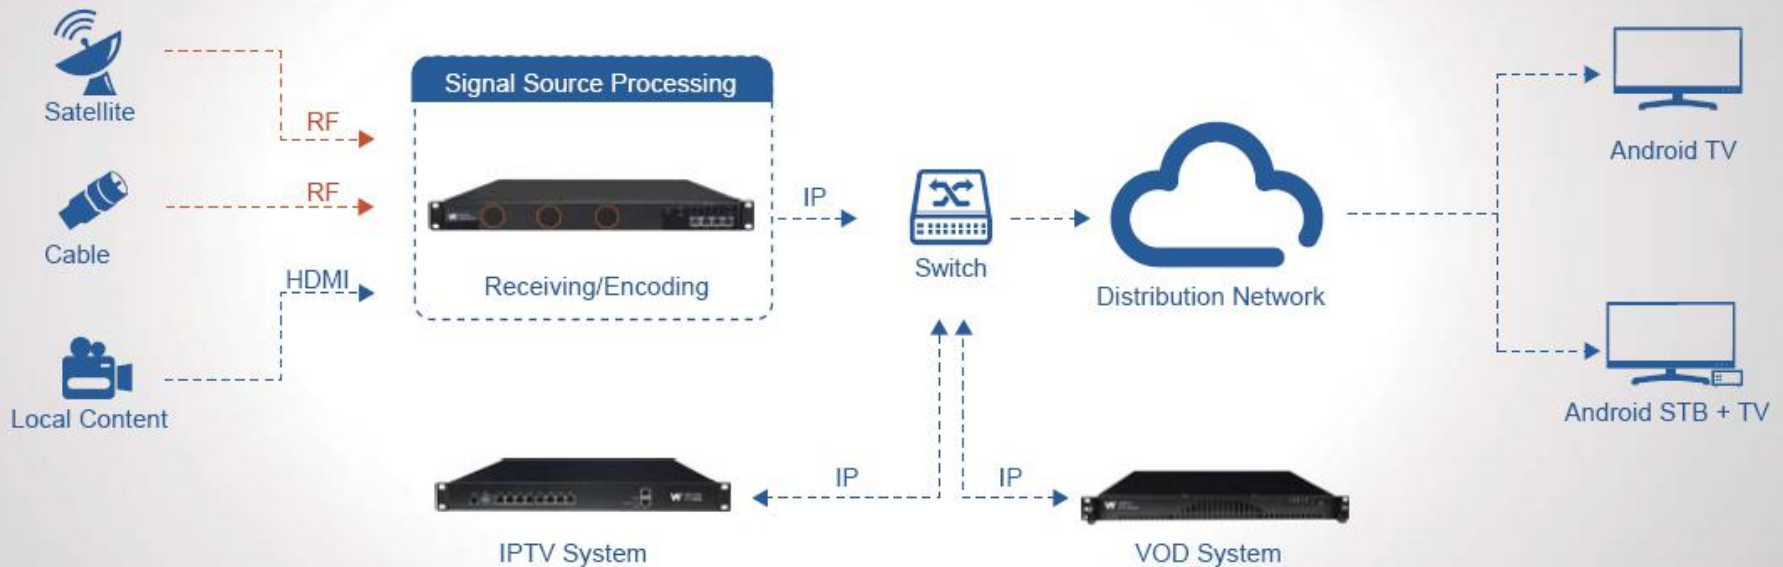 Signal Source Processing
Satellite
RF
RF
Cable
HDMI
Receiving/Encoding
Local Content
IP
Switch
Distribution Network
Android TV
Android STB + TV
IP
IP
IPTV System
VOD System